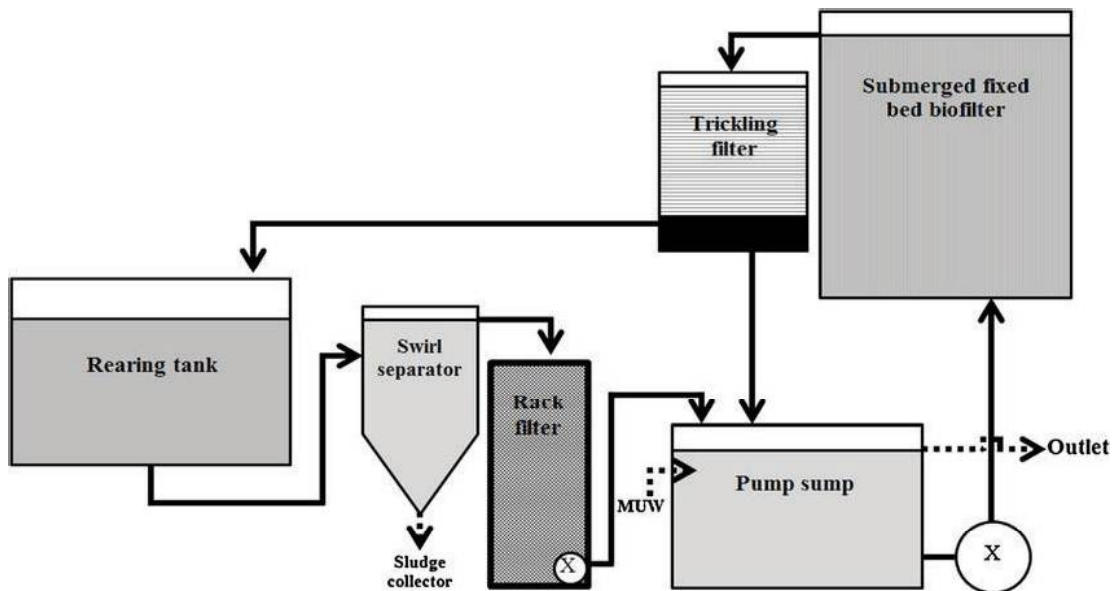 Submerged fixed
bed biofilter
Trickling
filter
Rearing tank
Swirl
separator
Rack
filter
Pump sump
Outlet
MUW
X
X
Sludge
collector